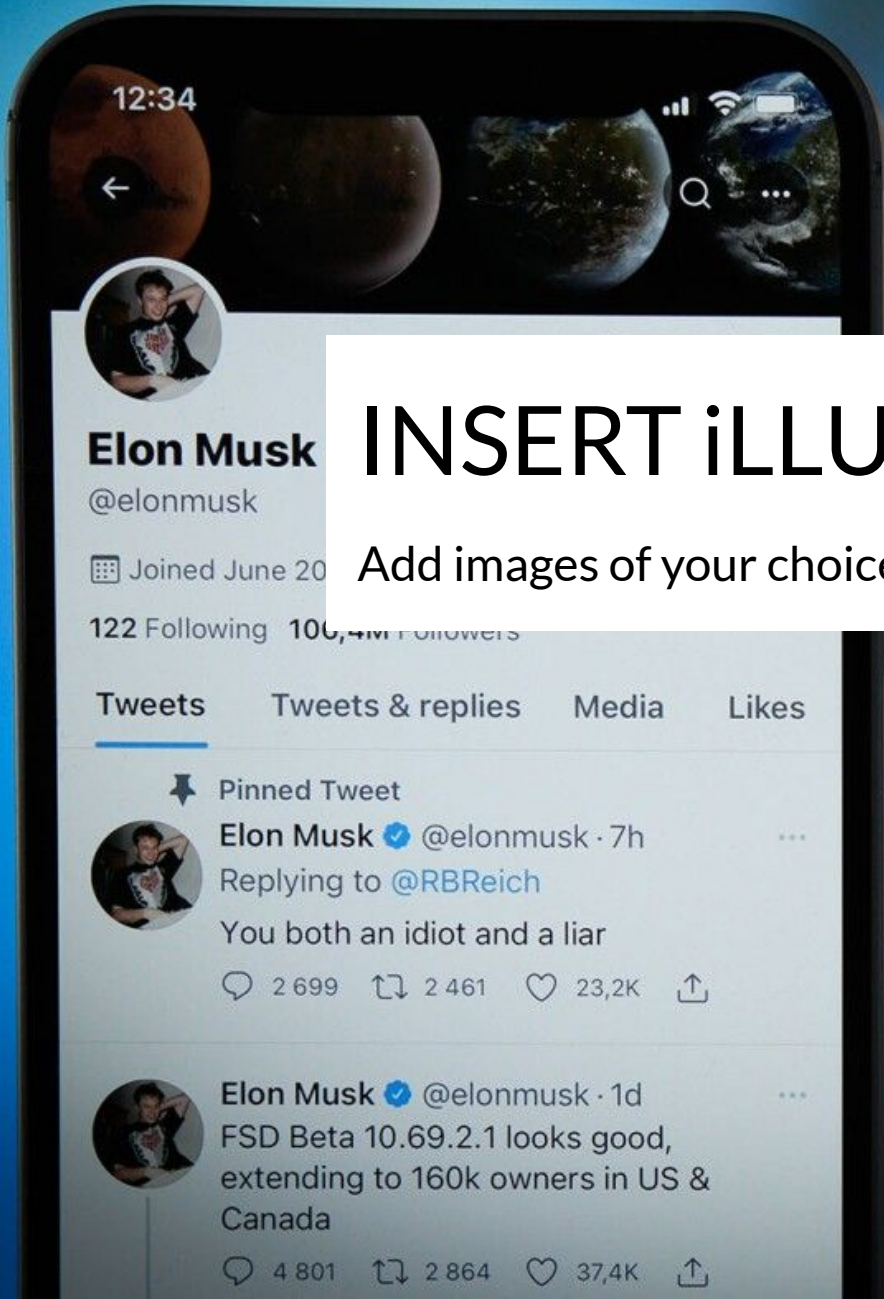 12:34
INSERT iLLU
Add images of your choice
Elon Musk
@elonmusk
Joined June 20
122 Following 106,4M Followers
Tweets Tweets & replies Media Likes
Pinned Tweet
Elon Musk @elonmusk · 7h
Replying to @RBReich
You both an idiot and a liar
2 699 2 461 23,2K
Elon Musk @elonmusk · 1d
FSD Beta 10.69.2.1 looks good,
extending to 160k owners in US &
Canada
4 801 2 864 37,4K